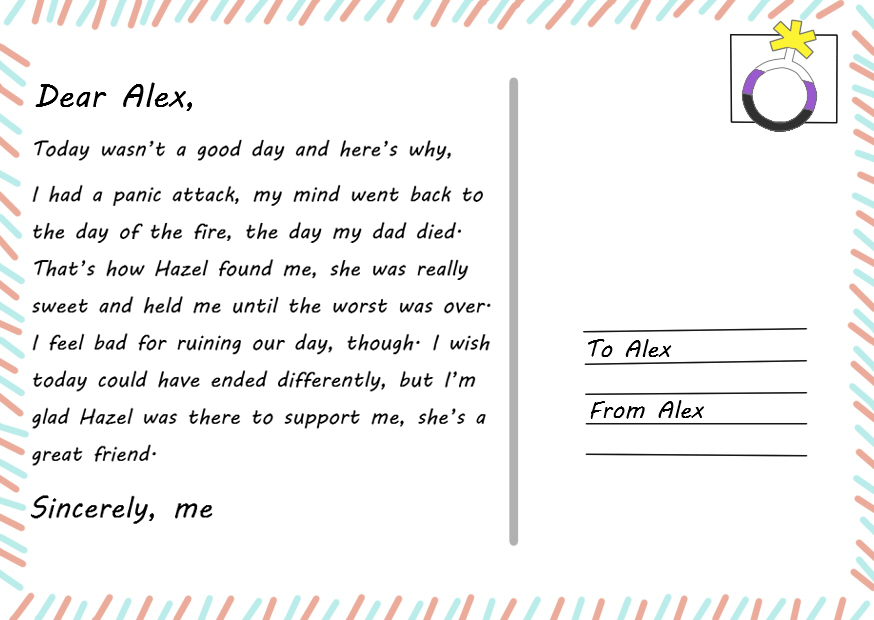 Dear Alex,
Today wasn't a good day and here's why,
I had a panic attack, my mind went back to
the day of the fire, the day my dad died.
That's how Hazel found me, she was really
sweet and held me until the worst was over.
I feel bad for ruining our day, though. I wish
today could have ended differently, but I'm
glad Hazel was there to support me, she's a
great friend.
Sincerely, me
To Alex
From Alex